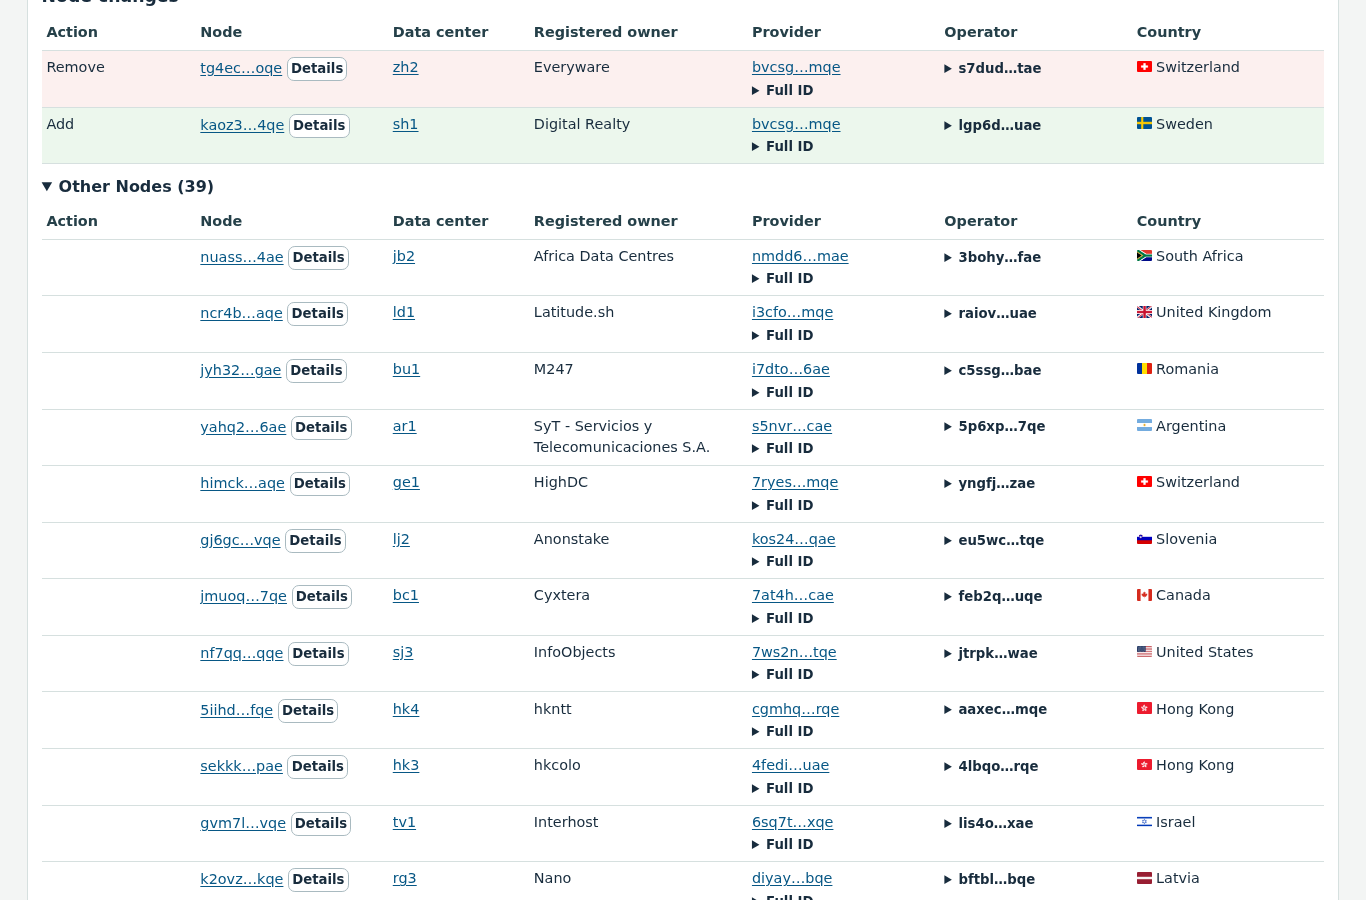 Node changes
Action Node Data center Registered owner Provider Operator Country
Remove tg4ec…oqe Details zh2 Everyware bvcsg…mqe ▶ s7dud…tae Switzerland
▶ Full ID
Add kaoz3…4qe Details sh1 Digital Realty bvcsg…mqe ▶ lgp6d…uae Sweden
▶ Full ID
▼ Other Nodes (39)
Action Node Data center Registered owner Provider Operator Country
nuass…4ae Details jb2 Africa Data Centres nmdd6…mae ▶ 3bohy…fae South Africa
▶ Full ID
ncr4b…aqe Details ld1 Latitude.sh i3cfo…mqe ▶ raiov…uae United Kingdom
▶ Full ID
jyh32…gae Details bu1 M247 i7dto…6ae ▶ c5ssg…bae Romania
▶ Full ID
yahq2…6ae Details ar1 SyT - Servicios y s5nvr…cae ▶ 5p6xp…7qe Argentina
Telecomunicaciones S.A. ▶ Full ID
himck…aqe Details ge1 HighDC 7ryes…mqe ▶ yngfj…zae Switzerland
▶ Full ID
gj6gc…vqe Details lj2 Anonstake kos24…qae ▶ eu5wc…tqe Slovenia
▶ Full ID
jmuoq…7qe Details bc1 Cyxtera 7at4h…cae ▶ feb2q…uqe Canada
▶ Full ID
nf7qq…qqe Details sj3 InfoObjects 7ws2n…tqe ▶ jtrpk…wae United States
▶ Full ID
5iihd…fqe Details hk4 hkntt cgmhq…rqe ▶ aaxec…mqe Hong Kong
▶ Full ID
sekkk…pae Details hk3 hkcolo 4fedi…uae ▶ 4lbqo…rqe Hong Kong
▶ Full ID
gvm7l…vqe Details tv1 Interhost 6sq7t…xqe ▶ lis4o…xae Israel
▶ Full ID
k2ovz…kqe Details rg3 Nano diyay…bqe ▶ bftbl…bqe Latvia
▶ Full ID